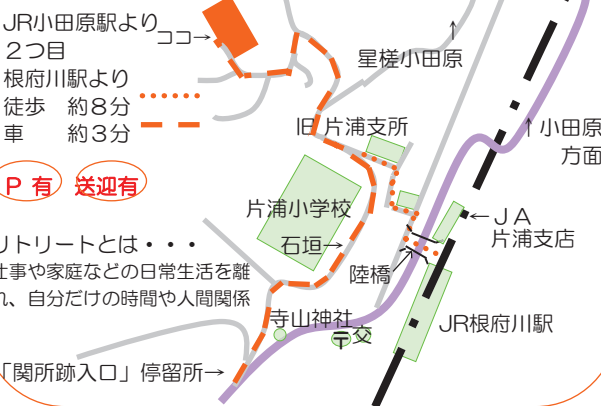 JR小田原駅より
２つ目
根府川駅より
徒歩　約８分
車　　約３分
ココ→
Ｐ 有　送迎有
リトリートとは・・・
仕事や家庭などの日常生活を離
れ、自分だけの時間や人間関係
↑
星槎小田原
旧 片浦支所
↑小田原
方面
片浦小学校
石垣→
←ＪＡ
片浦支店
陸橋
寺山神社
〒交
JR根府川駅
「関所跡入口」停留所→